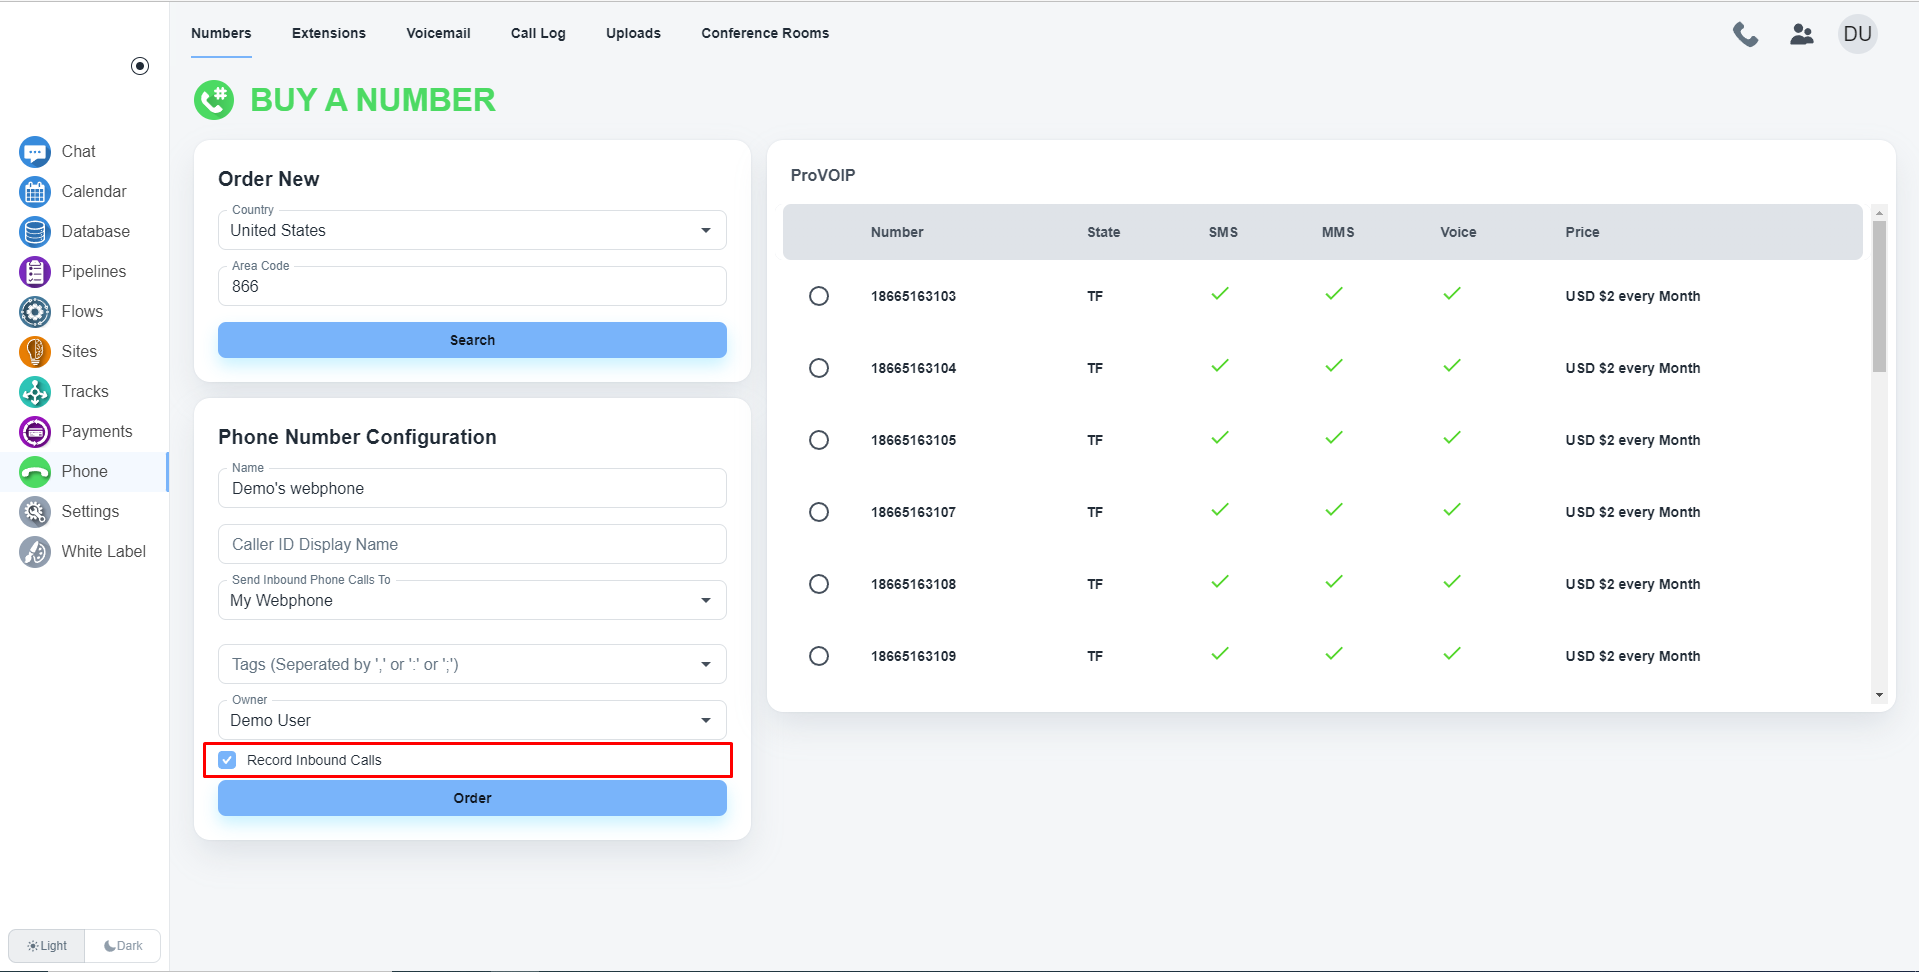 Numbers Extensions Voicemail Call Log Uploads Conference Rooms
DU
BUY A NUMBER
Chat
Calendar
Database
Pipelines
Flows
Sites
Tracks
Payments
Phone
Settings
White Label
Light Dark
Order New
Country
United States
Area Code
866
Search
Phone Number Configuration
Name
Demo's webphone
Caller ID Display Name
Send Inbound Phone Calls To
My Webphone
Tags (Seperated by ',' or ':' or ';')
Owner
Demo User
Record Inbound Calls
Order
ProVOIP
Number State SMS MMS Voice Price
18665163103 TF USD $2 every Month
18665163104 TF USD $2 every Month
18665163105 TF USD $2 every Month
18665163107 TF USD $2 every Month
18665163108 TF USD $2 every Month
18665163109 TF USD $2 every Month